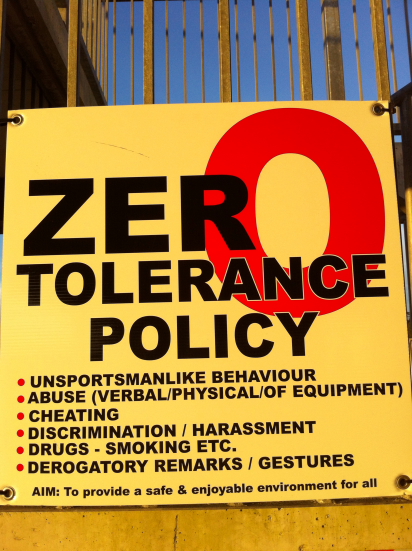 ZERO
TOLERANCE
POLICY
• UNSPORTSMANLIKE BEHAVIOUR
• ABUSE (VERBAL/PHYSICAL/OF EQUIPMENT)
• CHEATING
• DISCRIMINATION / HARASSMENT
• DRUGS - SMOKING ETC.
• DEROGATORY REMARKS / GESTURES
AIM: To provide a safe & enjoyable environment for all